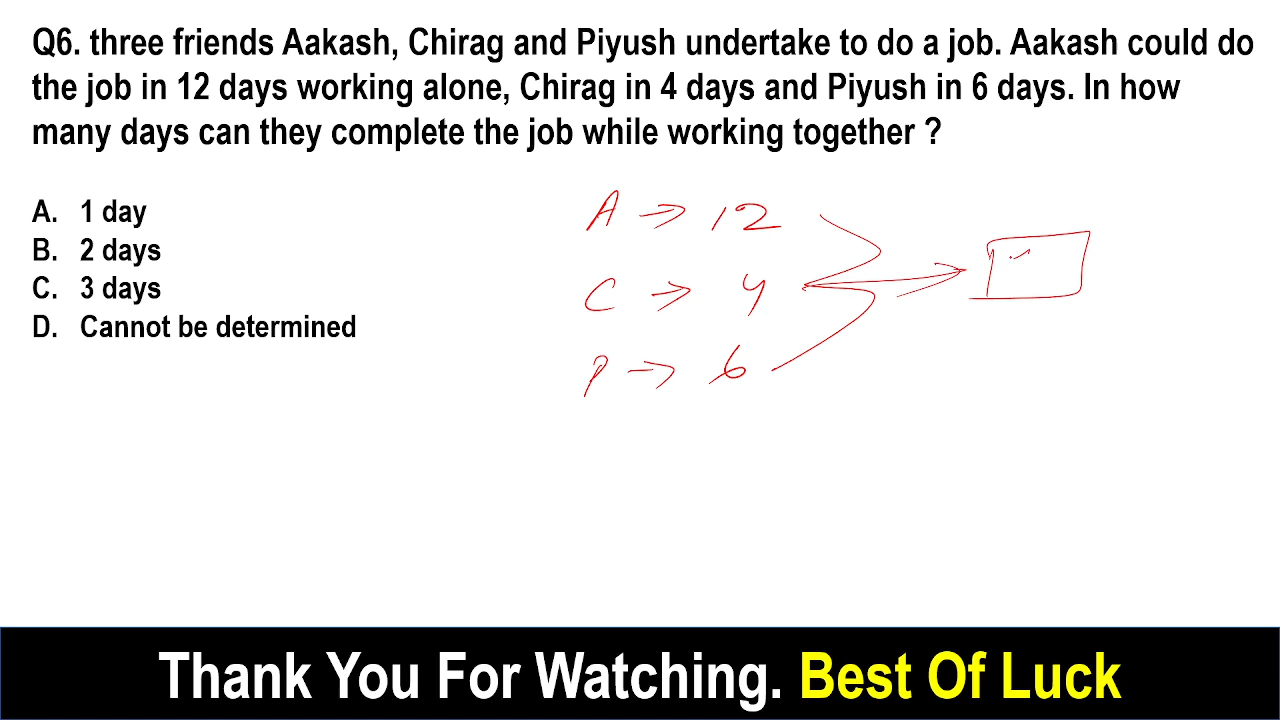 Q6. three friends Aakash, Chirag and Piyush undertake to do a job. Aakash could do
the job in 12 days working alone, Chirag in 4 days and Piyush in 6 days. In how
many days can they complete the job while working together ?
A. 1 day
B. 2 days
C. 3 days
D. Cannot be determined
A → 12
C → 4
P → 6
Thank You For Watching. Best Of Luck